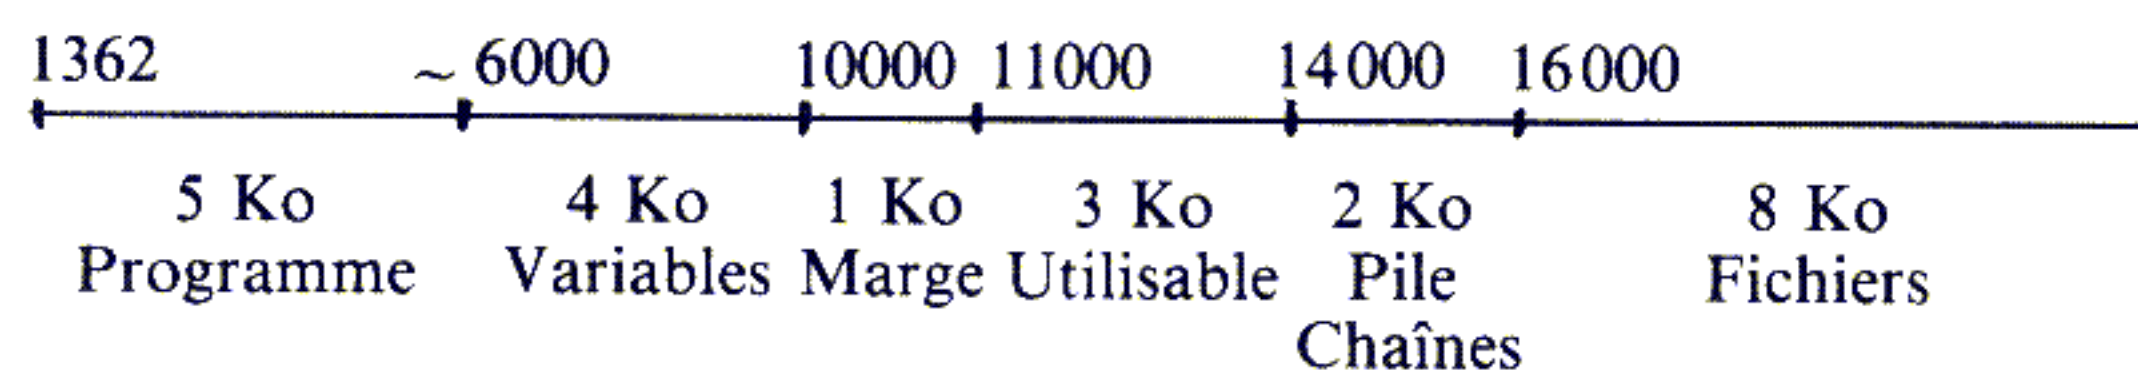 1362 ~ 6000 10000 11000 14000 16000
5 Ko 4 Ko 1 Ko 3 Ko 2 Ko 8 Ko
Programme Variables Marge Utilisable Pile Fichiers
Chaînes